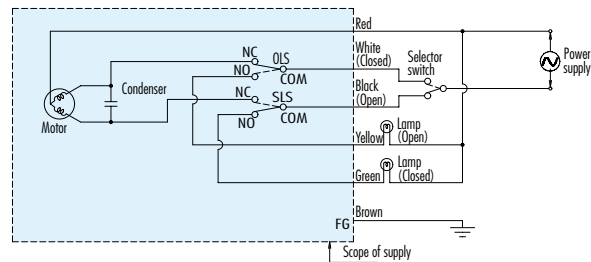 Red
White
(Closed)
Selector
switch
Power
supply
NC
OLS
NO
COM
Condenser
Black
(Open)
NC
SLS
COM
NO
Motor
Lamp
(Open)
Yellow
Lamp
(Closed)
Green
Brown
FG
Scope of supply